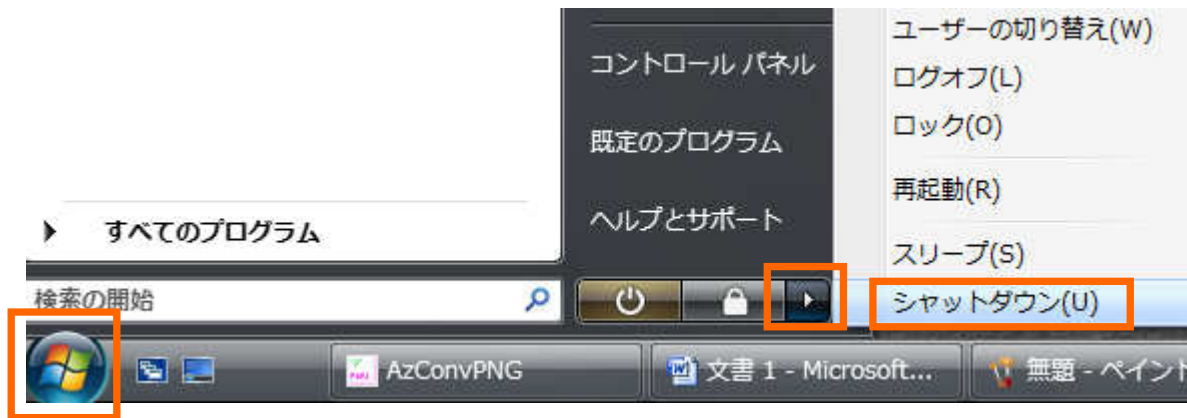 コントロール パネル
既定のプログラム
ヘルプとサポート
すべてのプログラム
検索の開始
ユーザーの切り替え(W)
ログオフ(L)
ロック(O)
再起動(R)
スリープ(S)
シャットダウン(U)
AzConvPNG
文書 1 - Microsoft...
無題 - ペイント